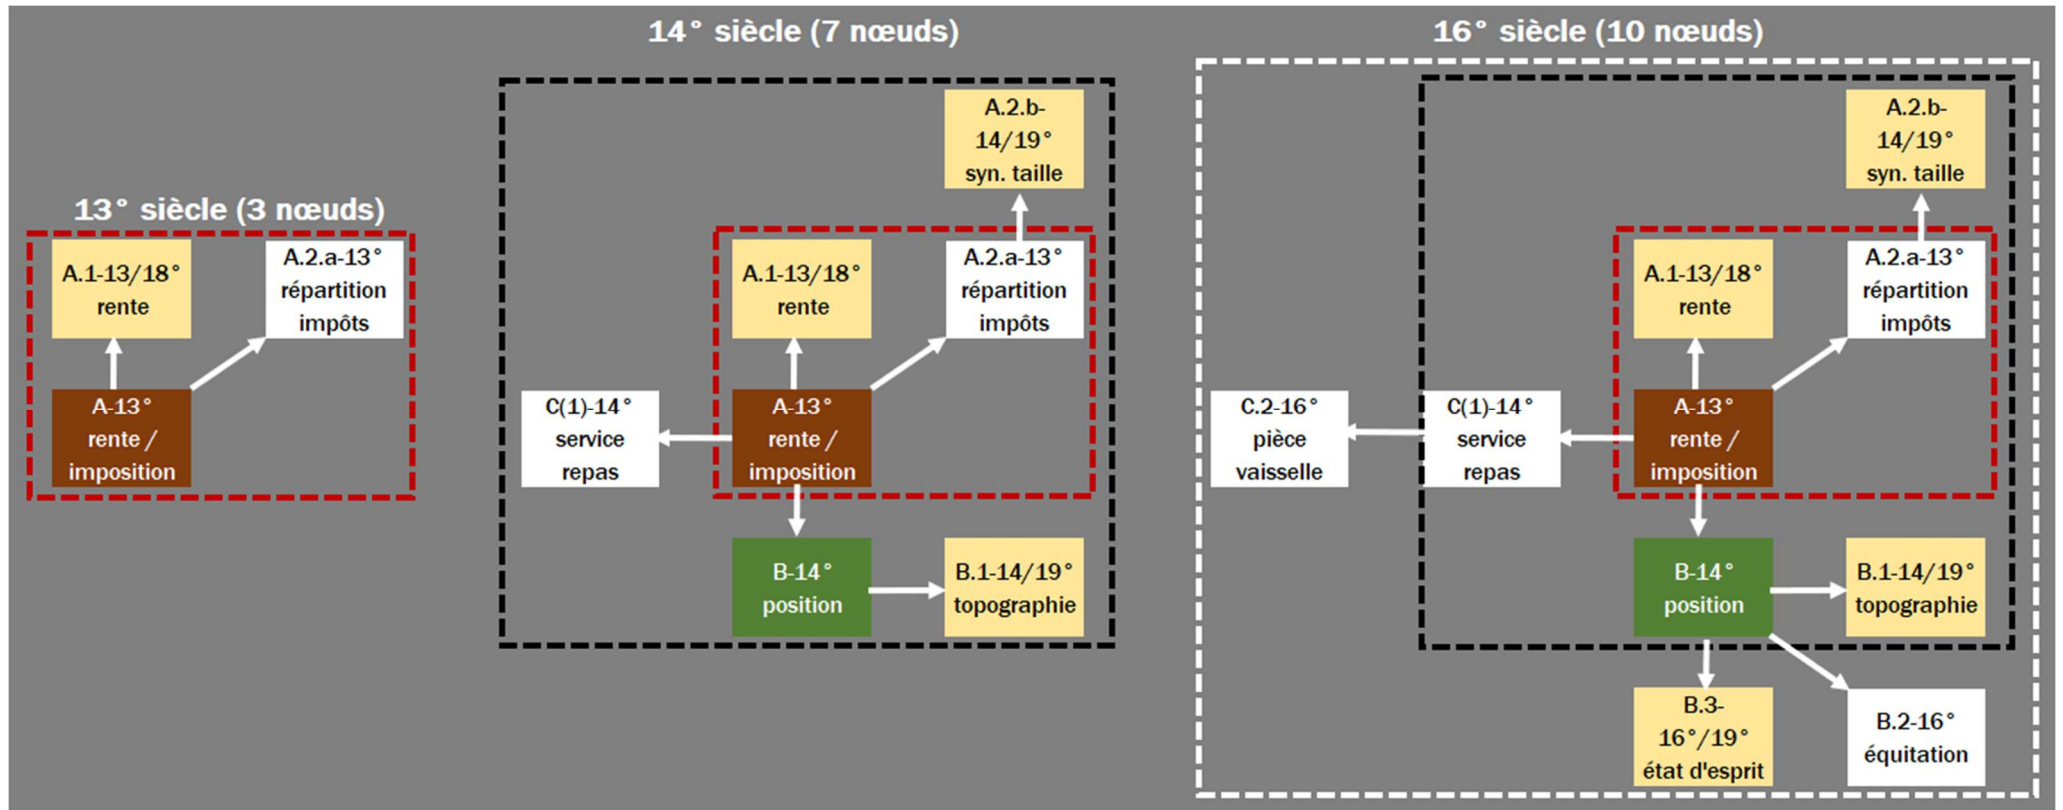 13° siècle (3 nœuds)
A.1-13/18°
rente
A.2.a-13°
répartition
impôts
A-13°
rente /
imposition
14° siècle (7 nœuds)
A.2.b-
14/19°
syn. taille
A.1-13/18°
rente
A.2.a-13°
répartition
impôts
C(1)-14°
service
repas
A-13°
rente /
imposition
B-14°
position
B.1-14/19°
topographie
16° siècle (10 nœuds)
A.2.b-
14/19°
syn. taille
A.1-13/18°
rente
A.2.a-13°
répartition
impôts
C.2-16°
pièce
vaisselle
C(1)-14°
service
repas
A-13°
rente /
imposition
B-14°
position
B.1-14/19°
topographie
B.3-
16°/19°
état d'esprit
B.2-16°
équitation